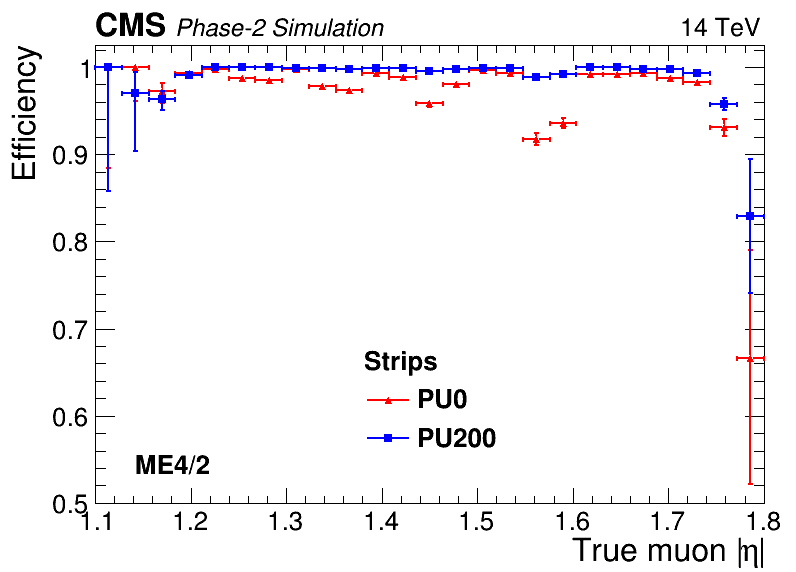 CMS Phase-2 Simulation 14 TeV
Efficiency
1
0.9
0.8
0.7
0.6
0.5
Strips
PU0
PU200
ME4/2
1.1 1.2 1.3 1.4 1.5 1.6 1.7 1.8
True muon |η|